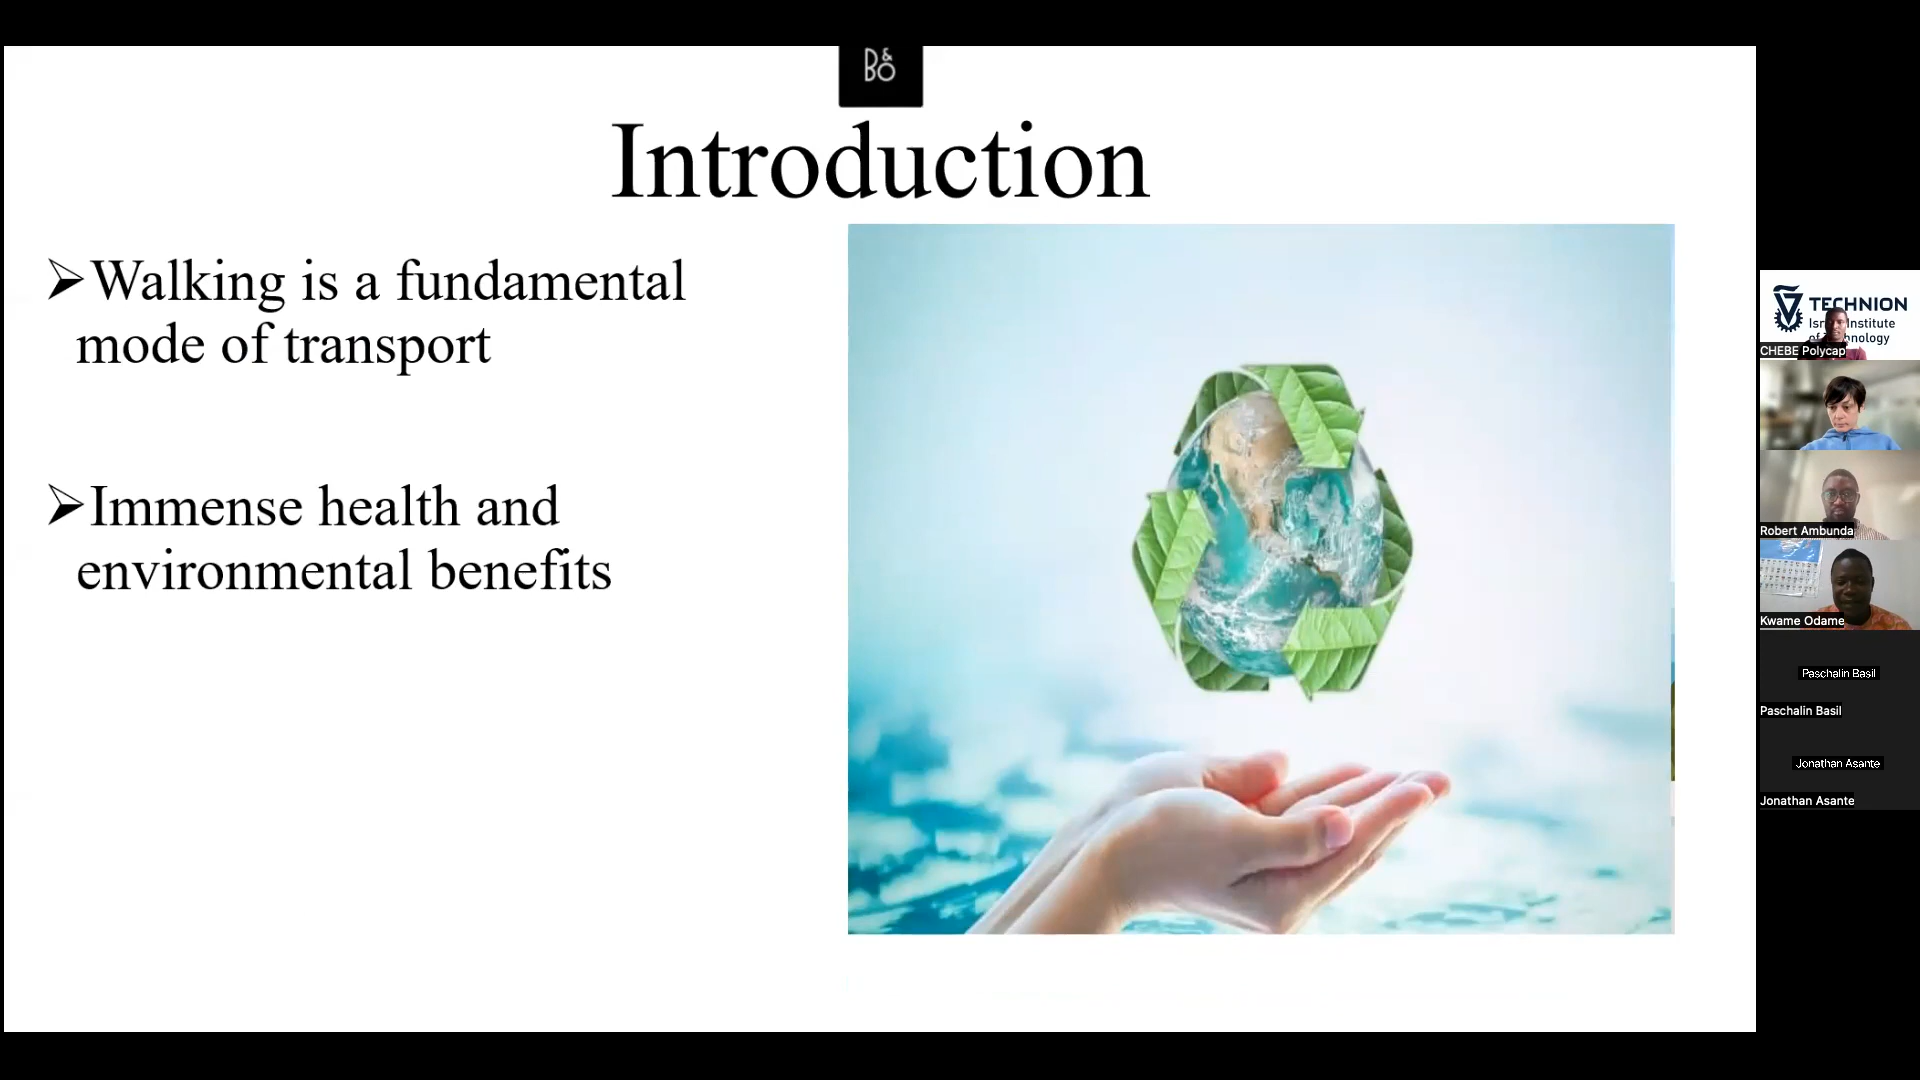 B&O
Introduction
➢Walking is a fundamental
mode of transport
➢Immense health and
environmental benefits
TECHNION
Institute
CHEBE Polycap
Robert Ambunda
Kwame Odame
Paschalin Basil
Paschalin Basil
Jonathan Asante
Jonathan Asante